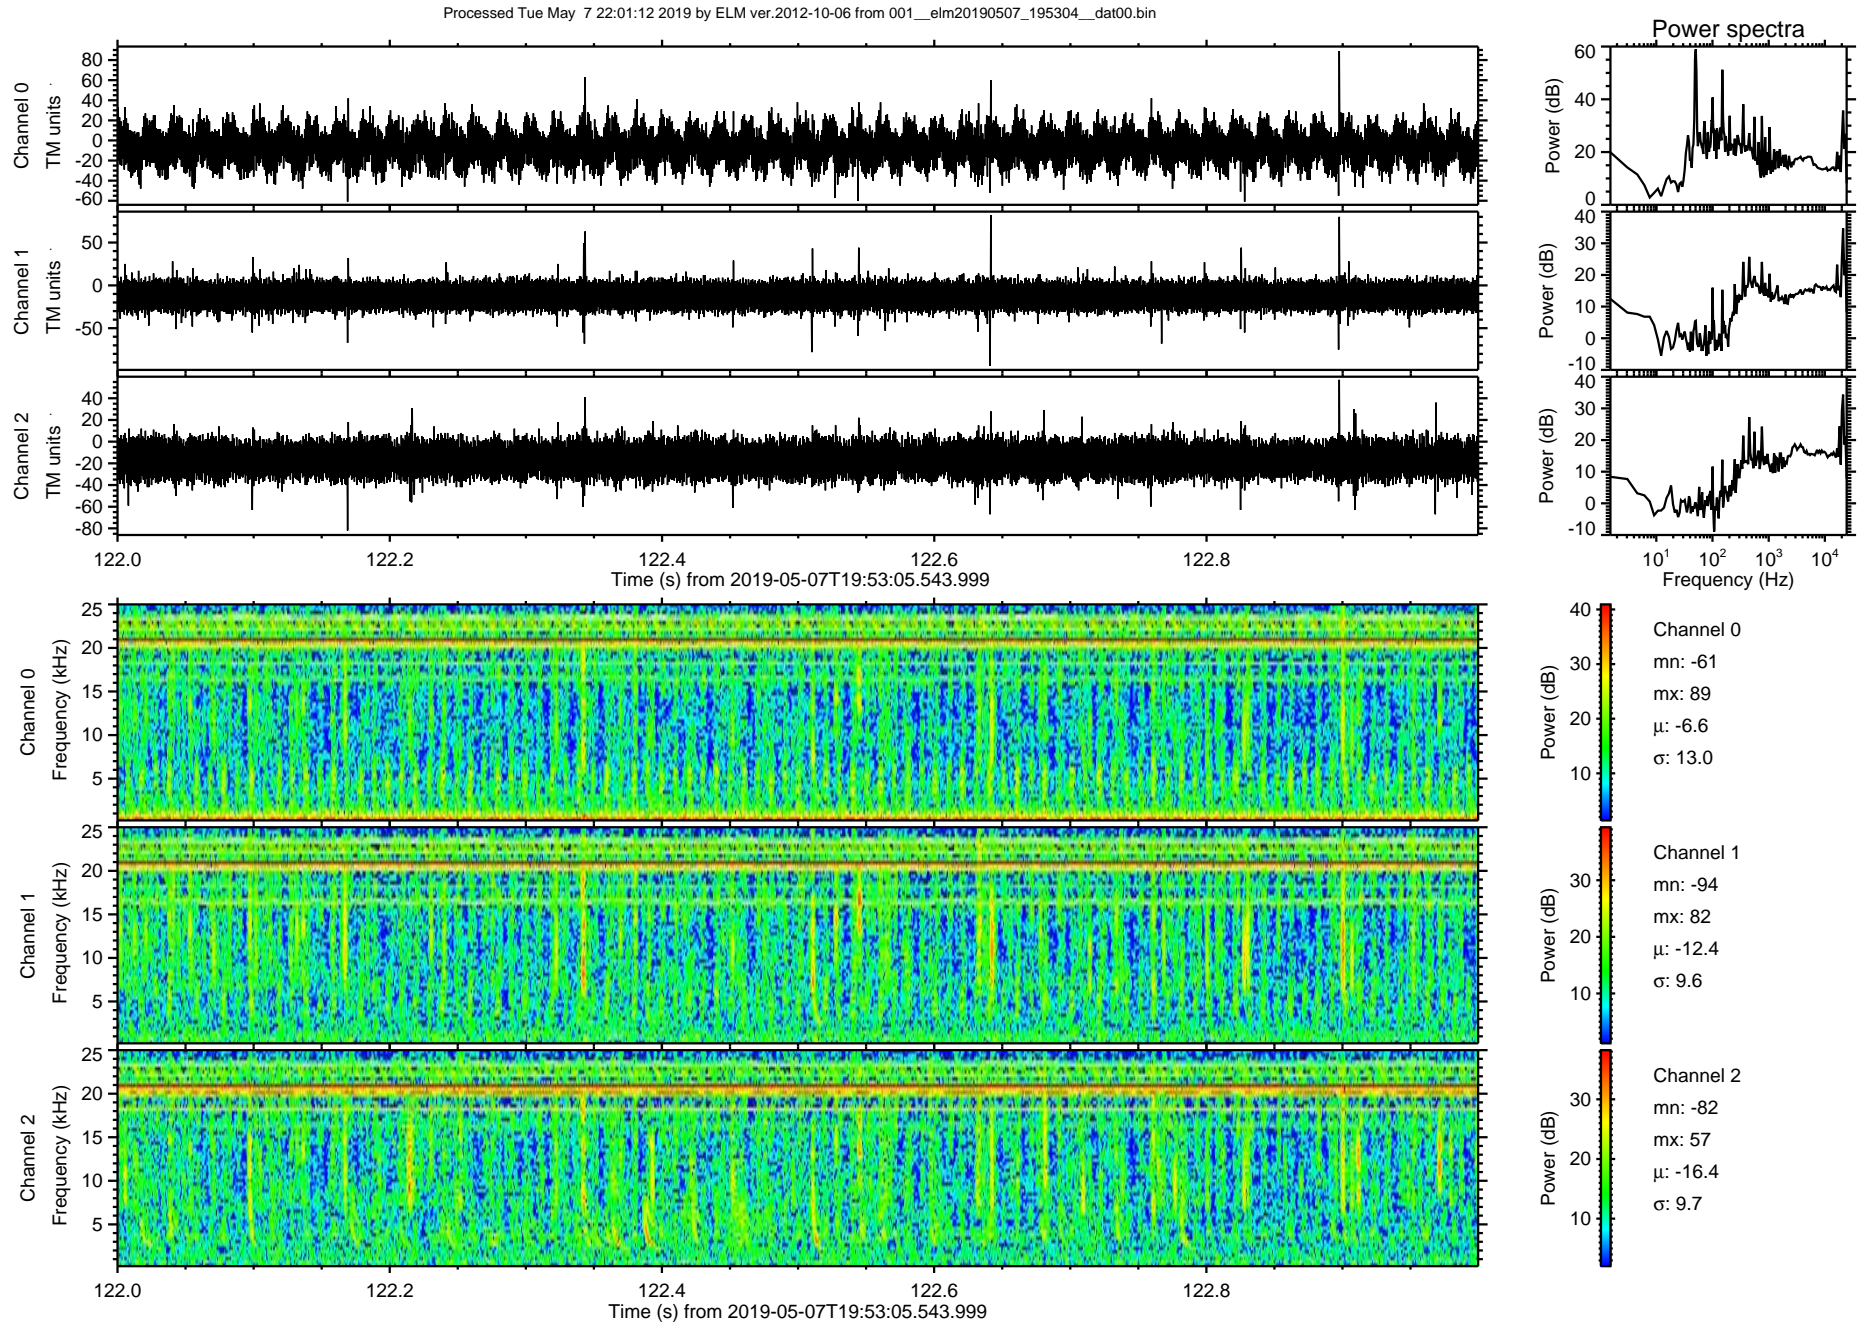 Processed Tue May 7 22:01:12 2019 by ELM ver.2012-10-06 from 001__elm20190507_195304__dat00.bin
Power spectra
Channel 0
TM units
80
60
40
20
0
-20
-40
-60
Power (dB)
60
40
20
0
Channel 1
TM units
50
0
-50
Power (dB)
40
30
20
10
0
-10
Channel 2
TM units
40
20
0
-20
-40
-60
-80
Power (dB)
40
30
20
10
0
-10
122.0 122.2 122.4 122.6 122.8
Time (s) from 2019-05-07T19:53:05.543.999
10^1 10^2 10^3 10^4
Frequency (Hz)
Channel 0
Frequency (kHz)
25
20
15
10
5
Power (dB)
40
30
20
10
Channel 0
mn: -61
mx: 89
μ: -6.6
σ: 13.0
Channel 1
Frequency (kHz)
25
20
15
10
5
Power (dB)
30
20
10
Channel 1
mn: -94
mx: 82
μ: -12.4
σ: 9.6
Channel 2
Frequency (kHz)
25
20
15
10
5
Power (dB)
30
20
10
Channel 2
mn: -82
mx: 57
μ: -16.4
σ: 9.7
122.0 122.2 122.4 122.6 122.8
Time (s) from 2019-05-07T19:53:05.543.999